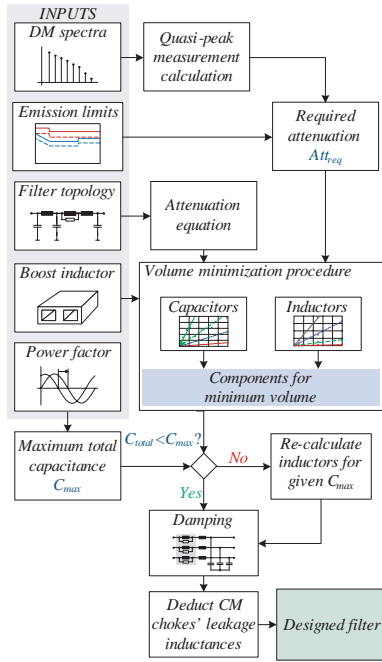 INPUTS
DM spectra
Quasi-peak
measurement
calculation
Emission limits
Required
attenuation
Att_req
Filter topology
Attenuation
equation
Boost inductor
Volume minimization procedure
Capacitors
Inductors
Components for
minimum volume
Power factor
Maximum total
capacitance
C_max
C_total<C_max?
No
Yes
Re-calculate
inductors for
given C_max
Damping
Deduct CM
chokes' leakage
inductances
Designed filter